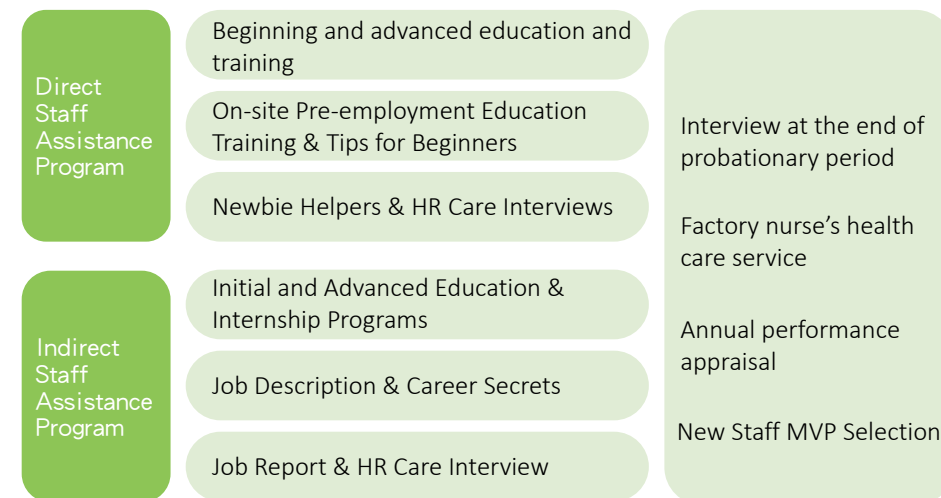 Direct
Staff
Assistance
Program
Beginning and advanced education and
training
On-site Pre-employment Education
Training & Tips for Beginners
Newbie Helpers & HR Care Interviews
Indirect
Staff
Assistance
Program
Initial and Advanced Education &
Internship Programs
Job Description & Career Secrets
Job Report & HR Care Interview
Interview at the end of
probationary period
Factory nurse’s health
care service
Annual performance
appraisal
New Staff MVP Selection